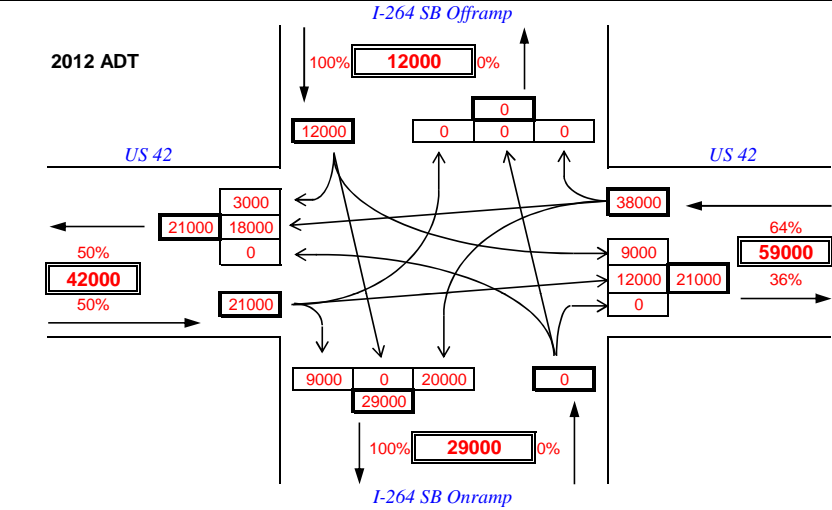 I-264 SB Offramp
2012 ADT
100% 12000 0%
0
12000 0 0 0
US 42 US 42
3000 38000
21000 18000 64%
50% 0 9000 59000
42000 12000 21000 36%
50% 21000 0
9000 0 20000 0
29000
100% 29000 0%
I-264 SB Onramp